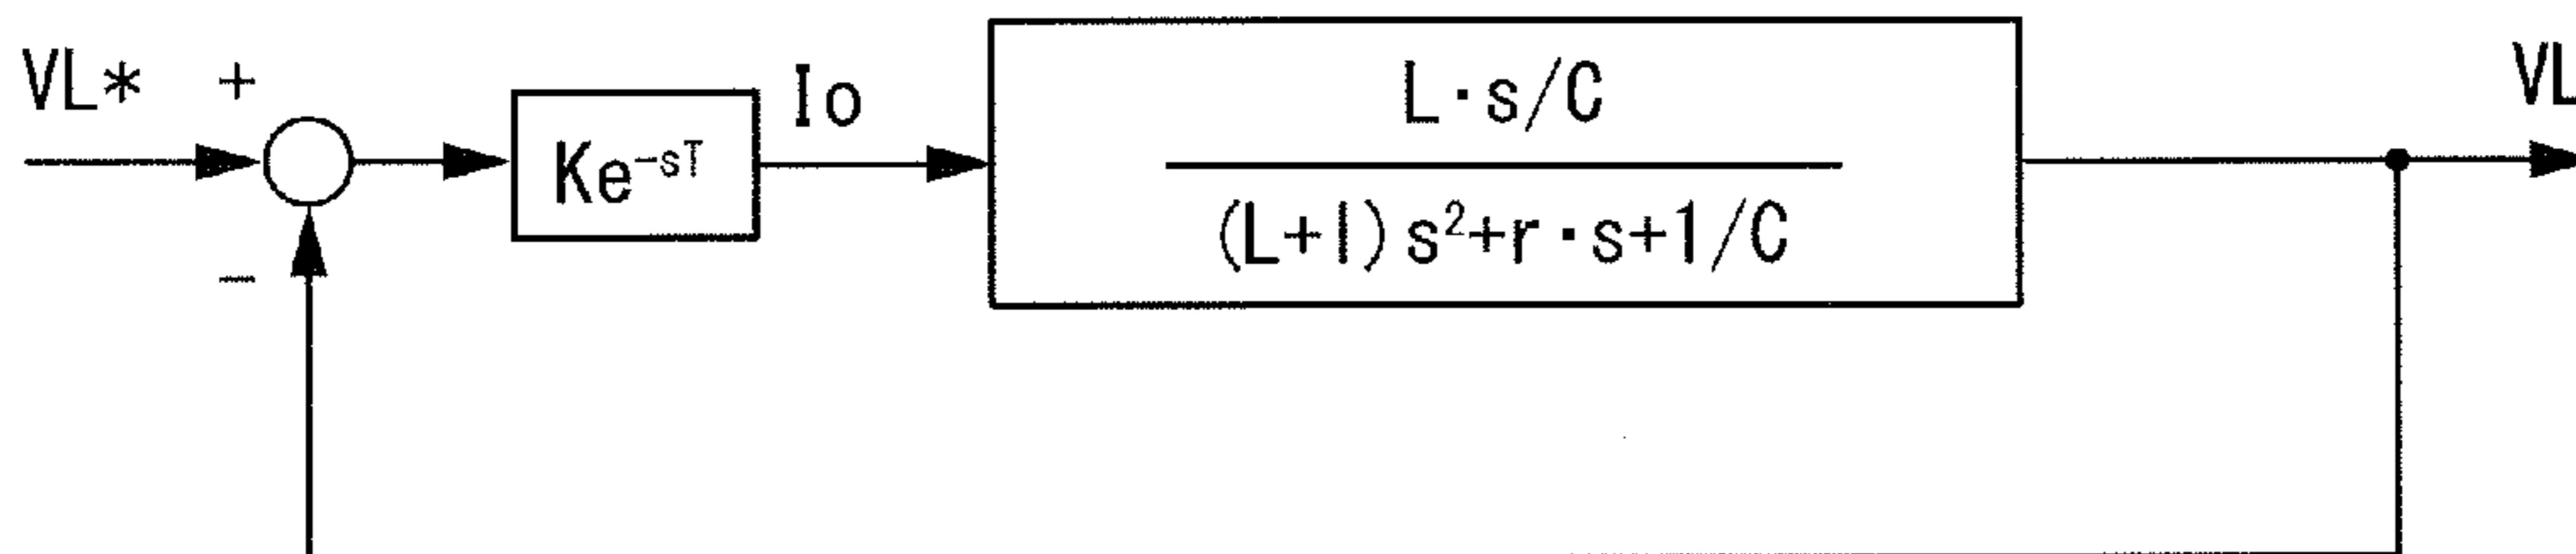 VL* + Ke⁻ˢᵀ Io L·s/C VL
(L+l)s²+r·s+1/C
−